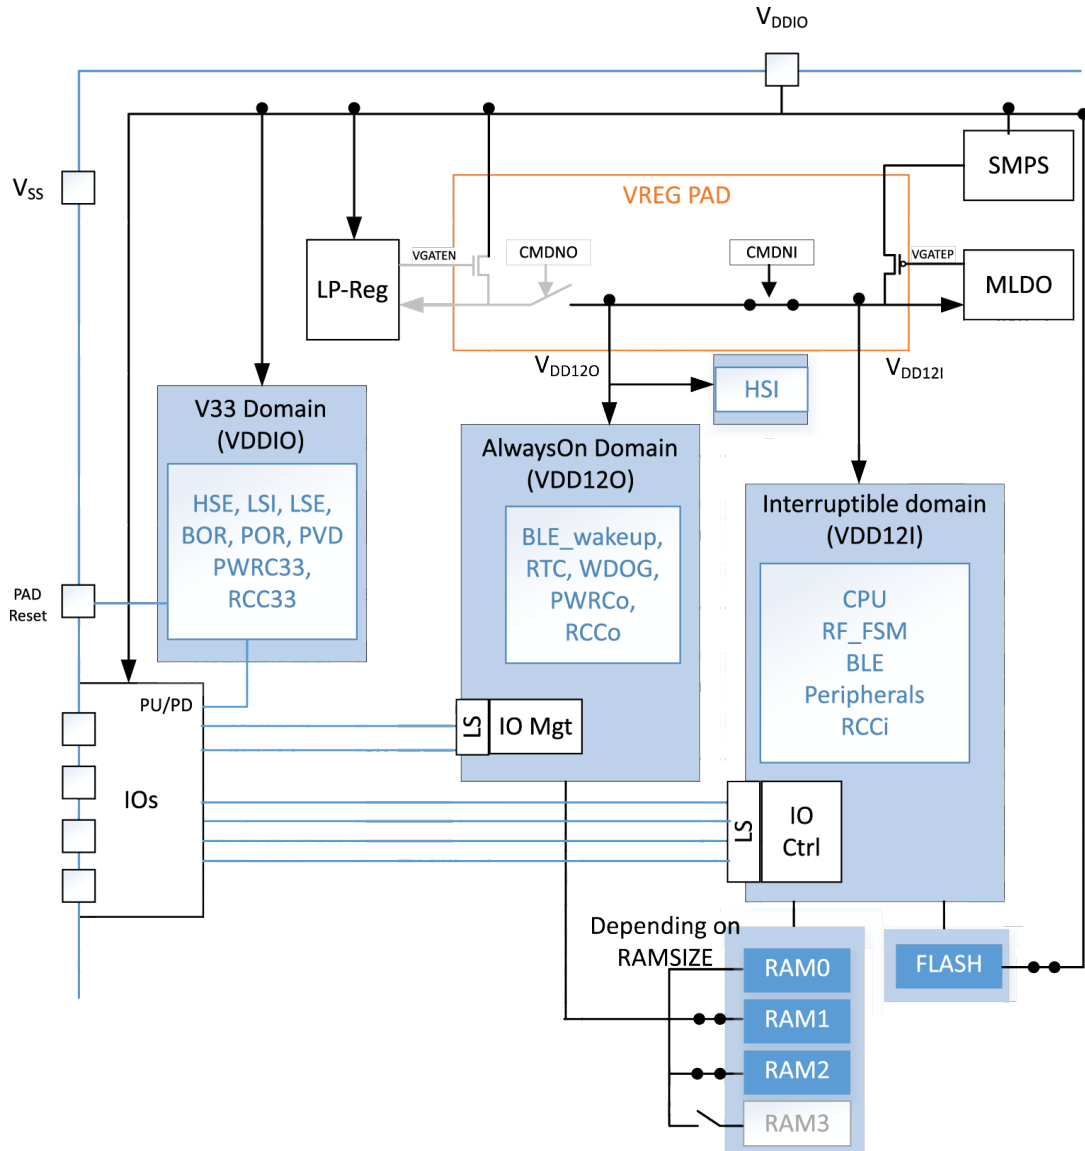 VDDIO
VSS
SMPS
VREG PAD
VGATEN
CMDNO
CMDNI
VGATEP
LP-Reg
MLDO
VDD12O
VDD12I
HSI
V33 Domain
(VDDIO)
HSE, LSI, LSE,
BOR, POR, PVD
PWRC33,
RCC33
AlwaysOn Domain
(VDD12O)
BLE_wakeup,
RTC, WDOG,
PWRCo,
RCCo
Interruptible domain
(VDD12I)
CPU
RF_FSM
BLE
Peripherals
RCCi
PAD
Reset
PU/PD
LS
IO Mgt
IOs
LS
IO
Ctrl
Depending on
RAMSIZE
RAM0
RAM1
RAM2
RAM3
FLASH